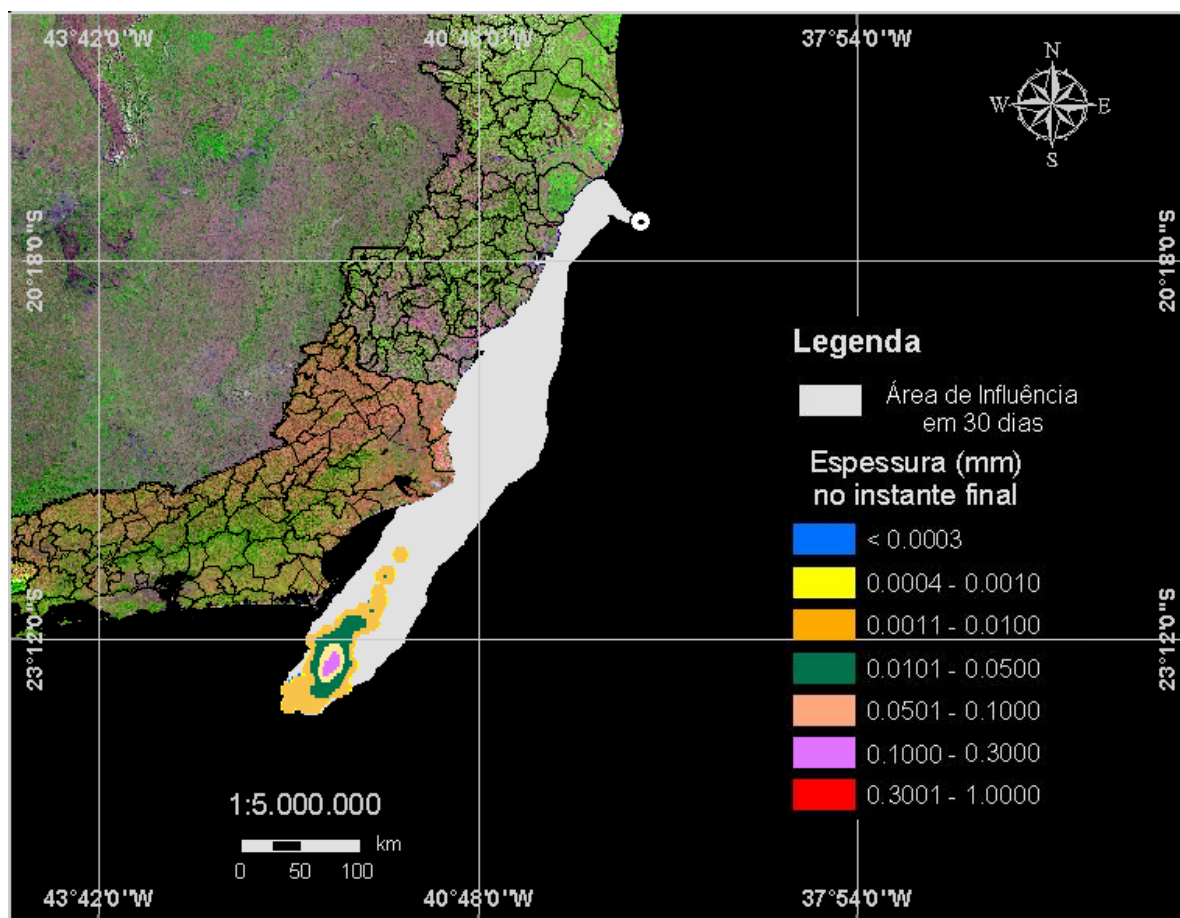 43°42'0"W
40°48'0"W
37°54'0"W
N
W
E
S
20°18'0"S
20°18'0"S
Legenda
Área de Influência
em 30 dias
Espessura (mm)
no instante final
< 0.0003
0.0004 - 0.0010
0.0011 - 0.0100
0.0101 - 0.0500
0.0501 - 0.1000
0.1000 - 0.3000
0.3001 - 1.0000
23°12'0"S
23°12'0"S
1:5.000.000
km
0 50 100
43°42'0"W
40°48'0"W
37°54'0"W